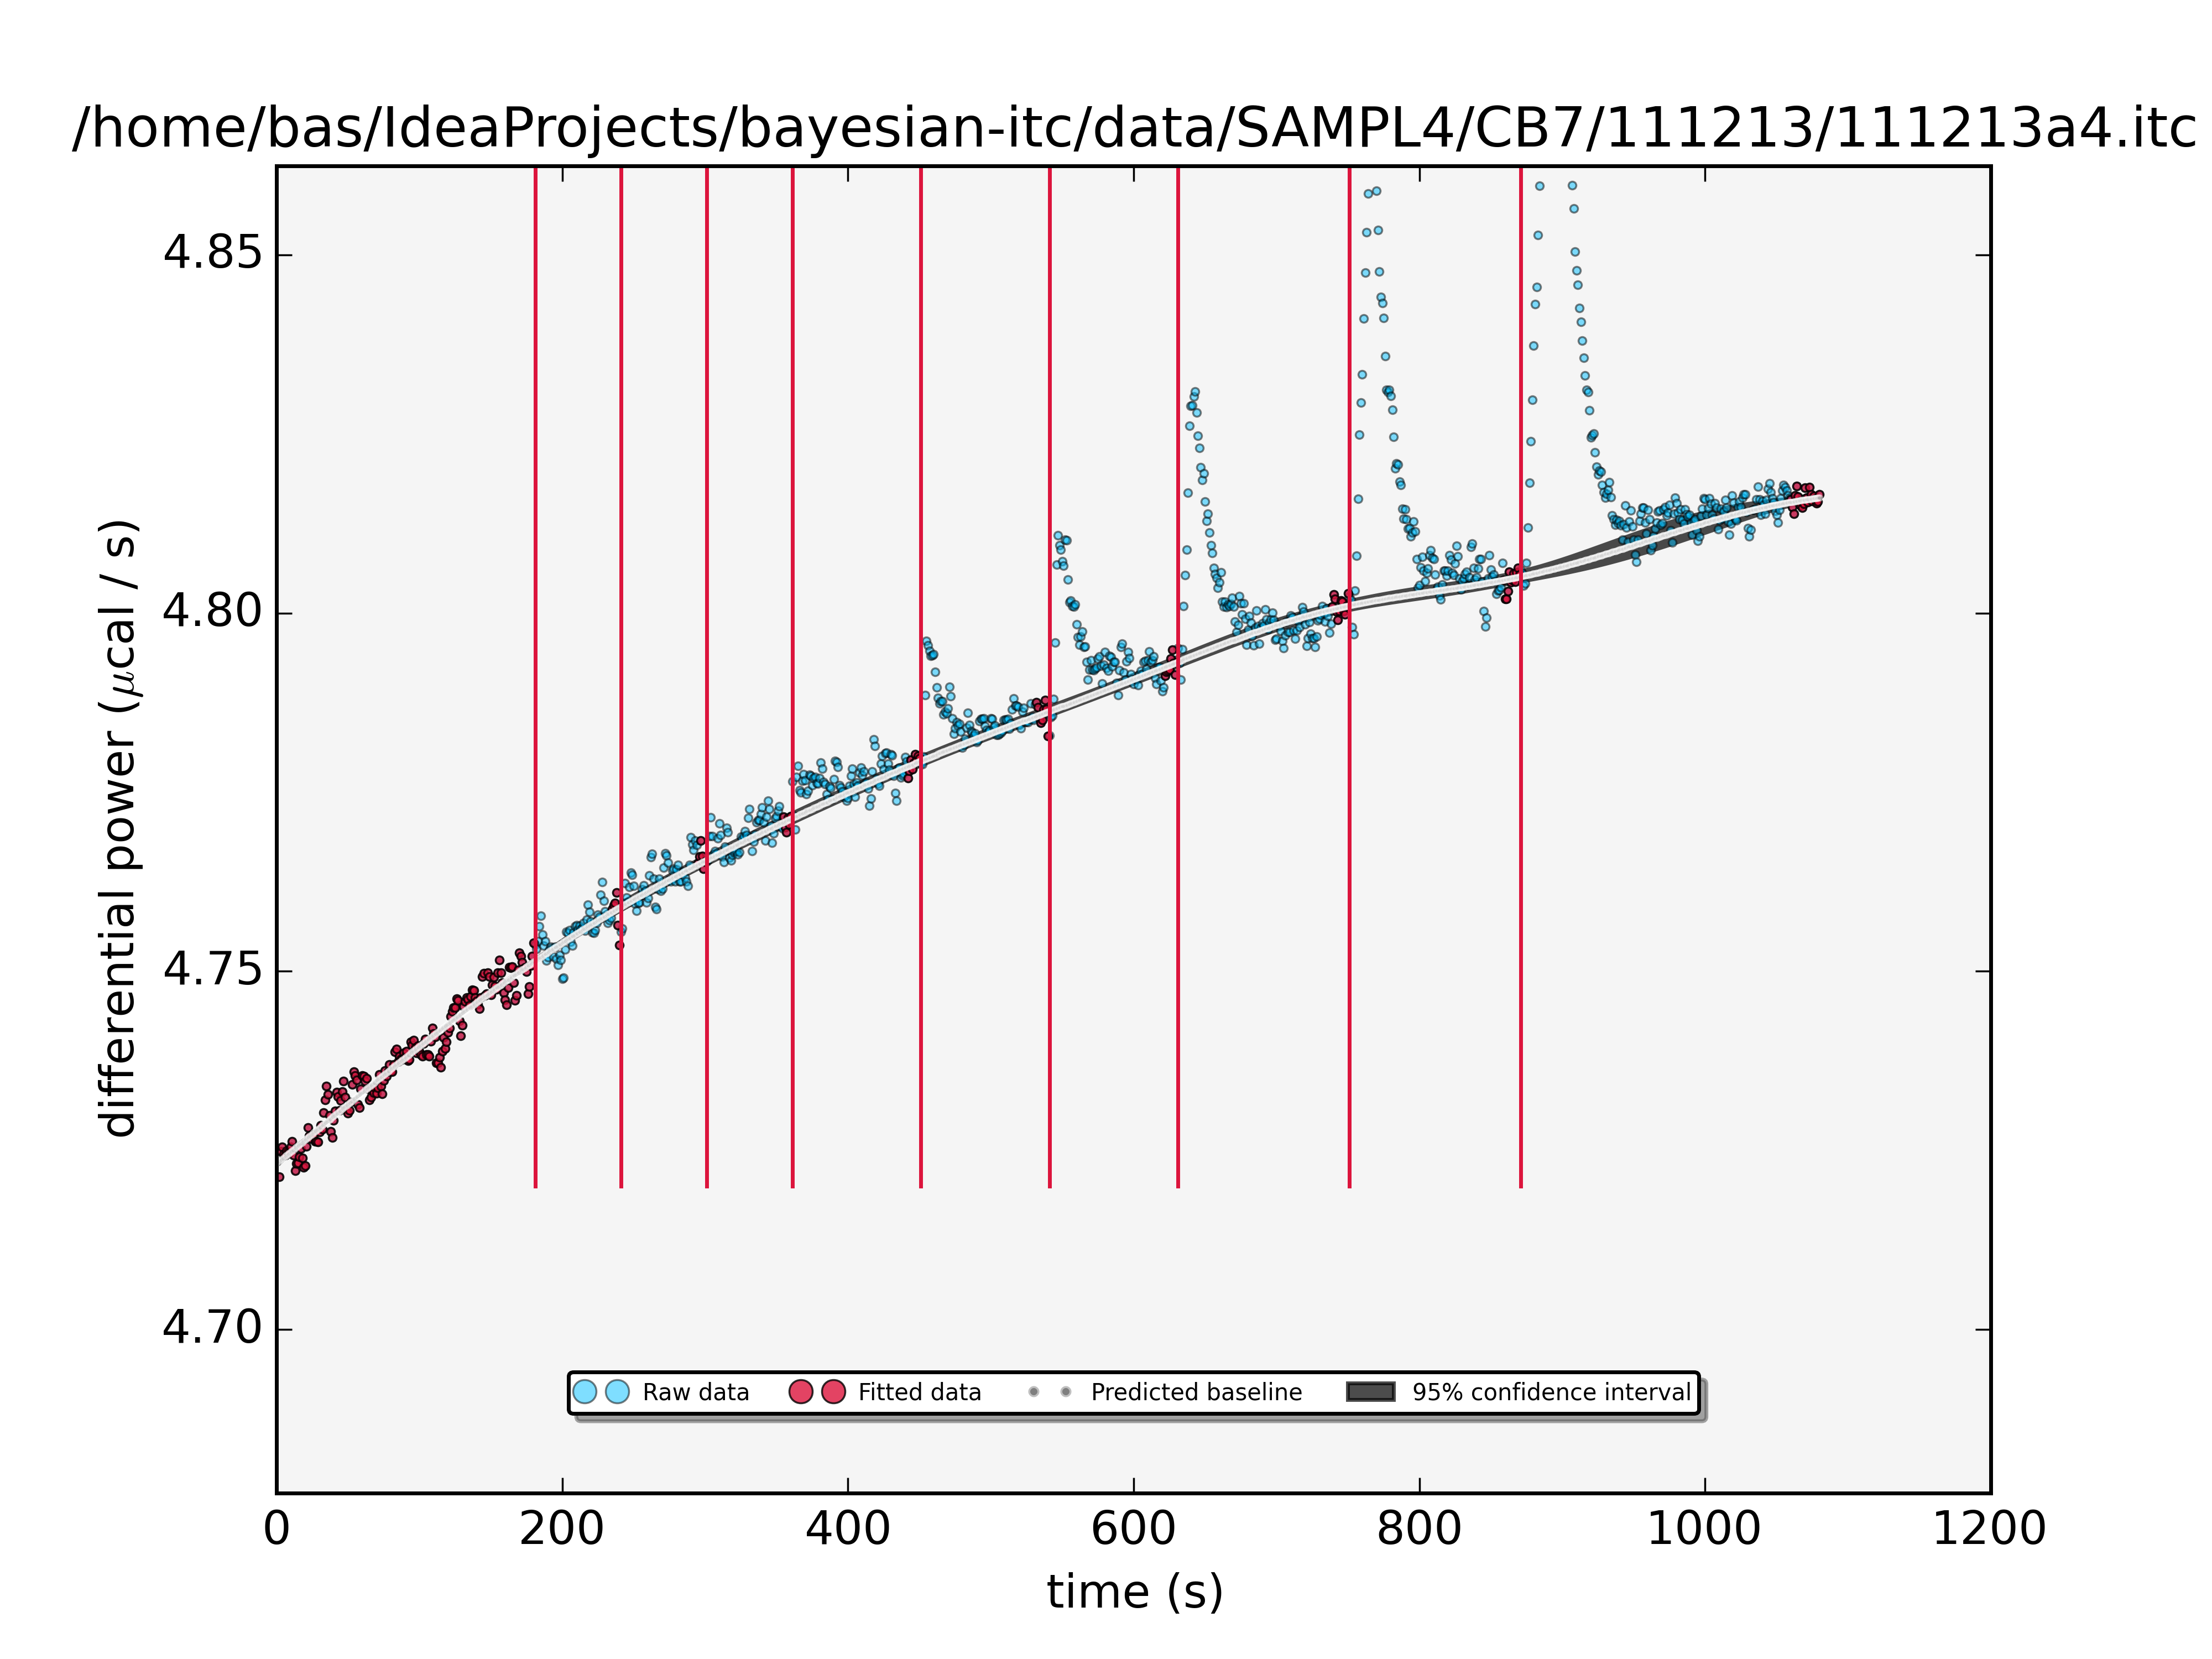 /home/bas/IdeaProjects/bayesian-itc/data/SAMPL4/CB7/111213/111213a4.itc
differential power (μcal / s)
4.85
4.80
4.75
4.70
Raw data Fitted data Predicted baseline 95% confidence interval
0 200 400 600 800 1000 1200
time (s)